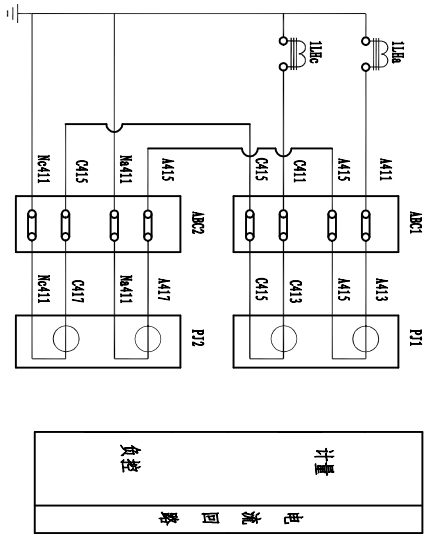 1LHa
A411
ABC1
A413
PJ1
A415
A415
1LHc
C411
C413
C415
C415
A415
ABC2
A417
PJ2
Na411
Na411
C415
C417
Nc411
Nc411
计量
负控
电流回路